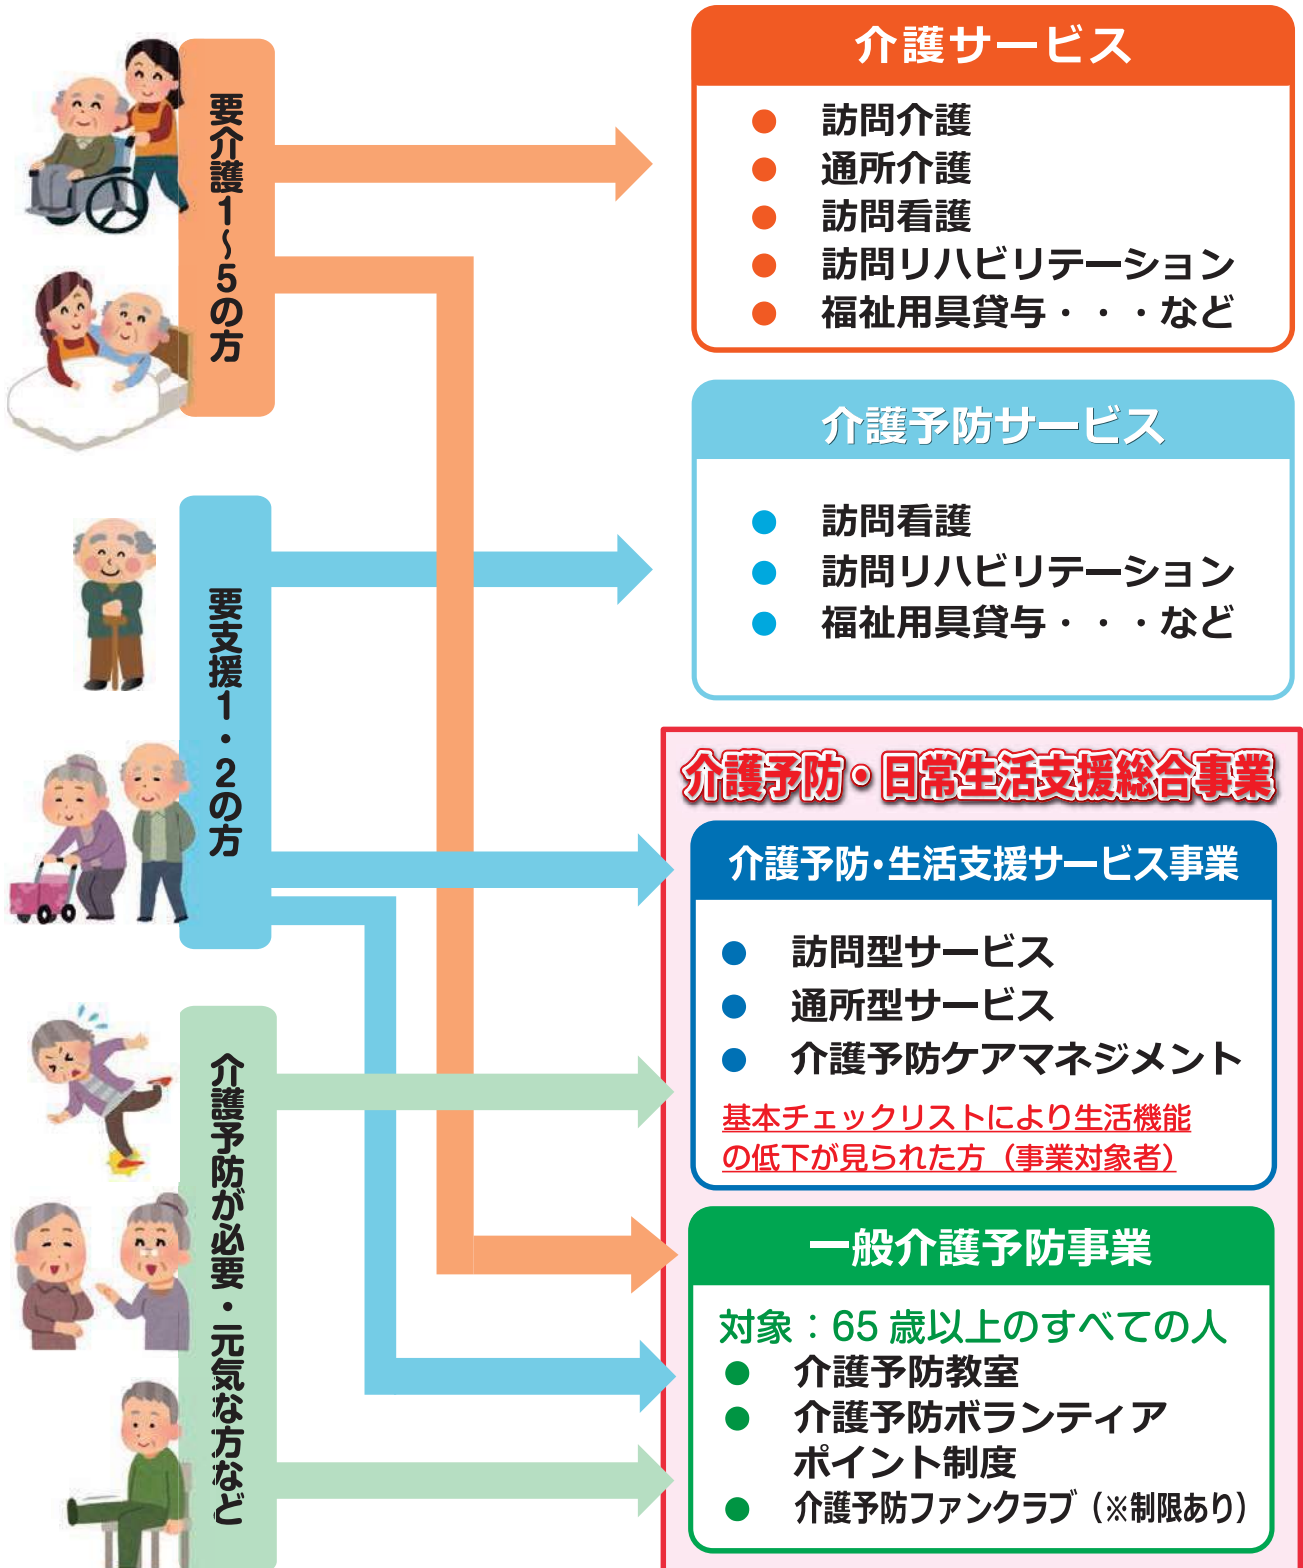 要介護1～5の方
介護サービス
● 訪問介護
● 通所介護
● 訪問看護
● 訪問リハビリテーション
● 福祉用具貸与・・・など
要支援1・2の方
介護予防サービス
● 訪問看護
● 訪問リハビリテーション
● 福祉用具貸与・・・など
介護予防が必要・元気な方など
介護予防・日常生活支援総合事業
介護予防・生活支援サービス事業
● 訪問型サービス
● 通所型サービス
● 介護予防ケアマネジメント
基本チェックリストにより生活機能
の低下が見られた方（事業対象者）
一般介護予防事業
対象：65 歳以上のすべての人
● 介護予防教室
● 介護予防ボランティア
ポイント制度
● 介護予防ファンクラブ（※制限あり）